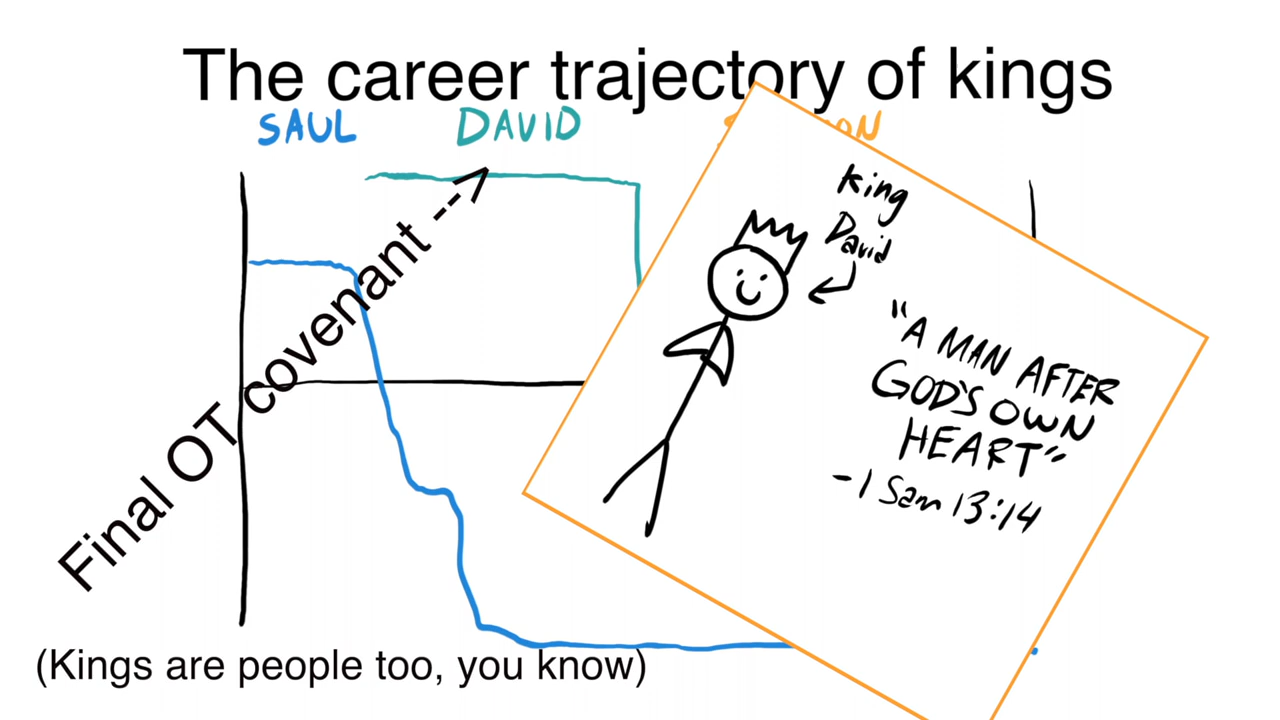 The career trajectory of kings
SAUL
DAVID
Final OT covenant -->
King
David
"A MAN AFTER
GOD'S OWN
HEART"
-1 Sam 13:14
(Kings are people too, you know)